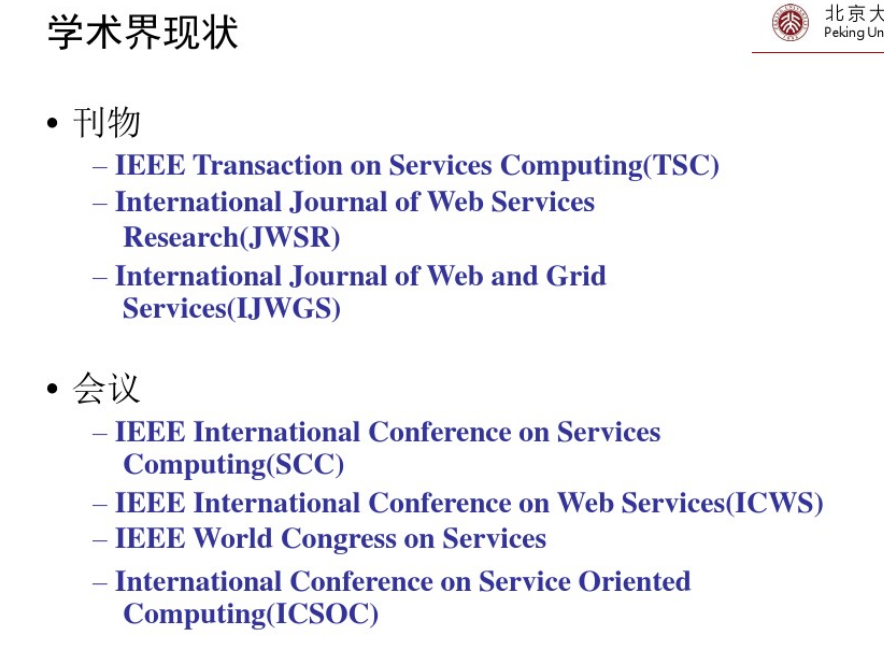 学术界现状
北京大
Peking Un
• 刊物
– IEEE Transaction on Services Computing(TSC)
– International Journal of Web Services
Research(JWSR)
– International Journal of Web and Grid
Services(IJWGS)
• 会议
– IEEE International Conference on Services
Computing(SCC)
– IEEE International Conference on Web Services(ICWS)
– IEEE World Congress on Services
– International Conference on Service Oriented
Computing(ICSOC)